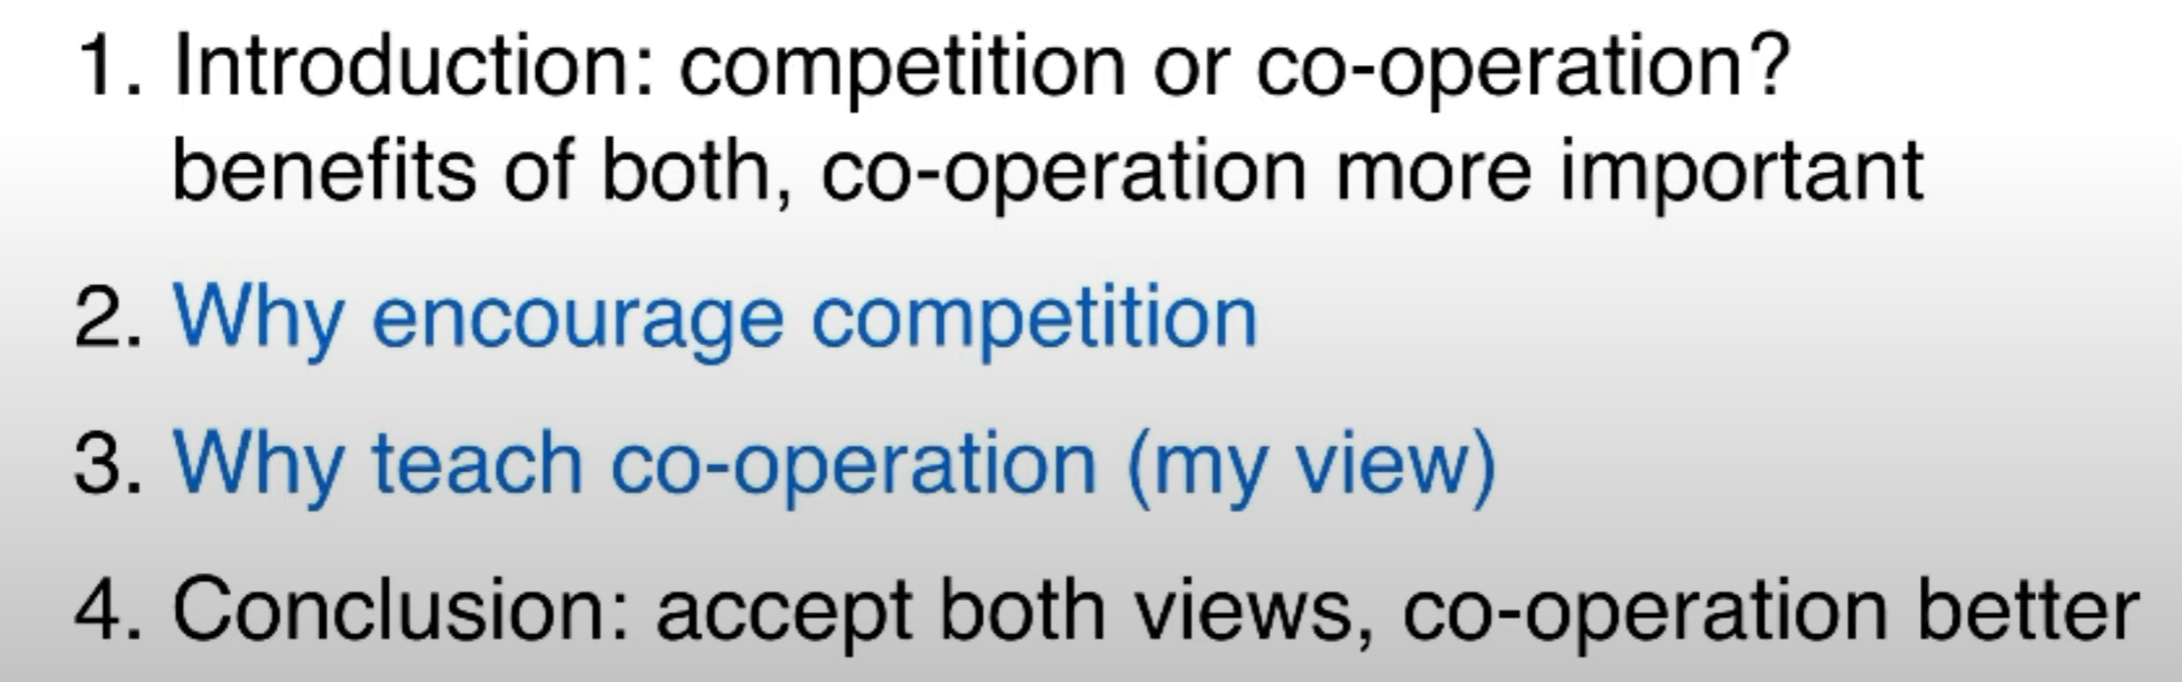 1. Introduction: competition or co-operation?
benefits of both, co-operation more important
2. Why encourage competition
3. Why teach co-operation (my view)
4. Conclusion: accept both views, co-operation better